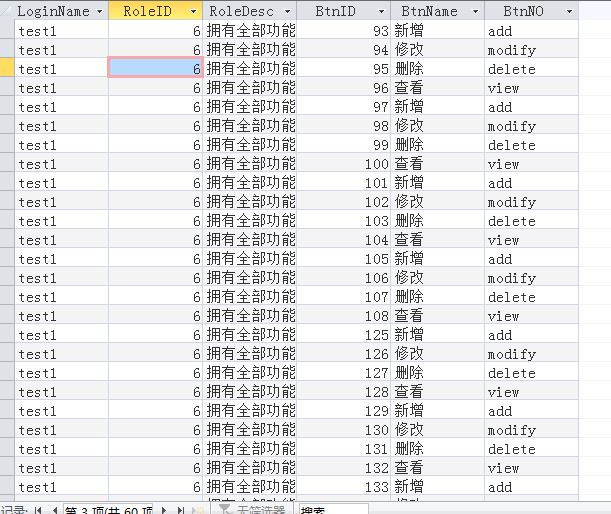 LoginName RoleID RoleDesc BtnID BtnName BtnNO
test1 6 拥有全部功能 93 新增 add
test1 6 拥有全部功能 94 修改 modify
test1 6 拥有全部功能 95 删除 delete
test1 6 拥有全部功能 96 查看 view
test1 6 拥有全部功能 97 新增 add
test1 6 拥有全部功能 98 修改 modify
test1 6 拥有全部功能 99 删除 delete
test1 6 拥有全部功能 100 查看 view
test1 6 拥有全部功能 101 新增 add
test1 6 拥有全部功能 102 修改 modify
test1 6 拥有全部功能 103 删除 delete
test1 6 拥有全部功能 104 查看 view
test1 6 拥有全部功能 105 新增 add
test1 6 拥有全部功能 106 修改 modify
test1 6 拥有全部功能 107 删除 delete
test1 6 拥有全部功能 108 查看 view
test1 6 拥有全部功能 125 新增 add
test1 6 拥有全部功能 126 修改 modify
test1 6 拥有全部功能 127 删除 delete
test1 6 拥有全部功能 128 查看 view
test1 6 拥有全部功能 129 新增 add
test1 6 拥有全部功能 130 修改 modify
test1 6 拥有全部功能 131 删除 delete
test1 6 拥有全部功能 132 查看 view
test1 6 拥有全部功能 133 新增 add
记录: 第 3 项(共 60 项 无筛选器 搜索